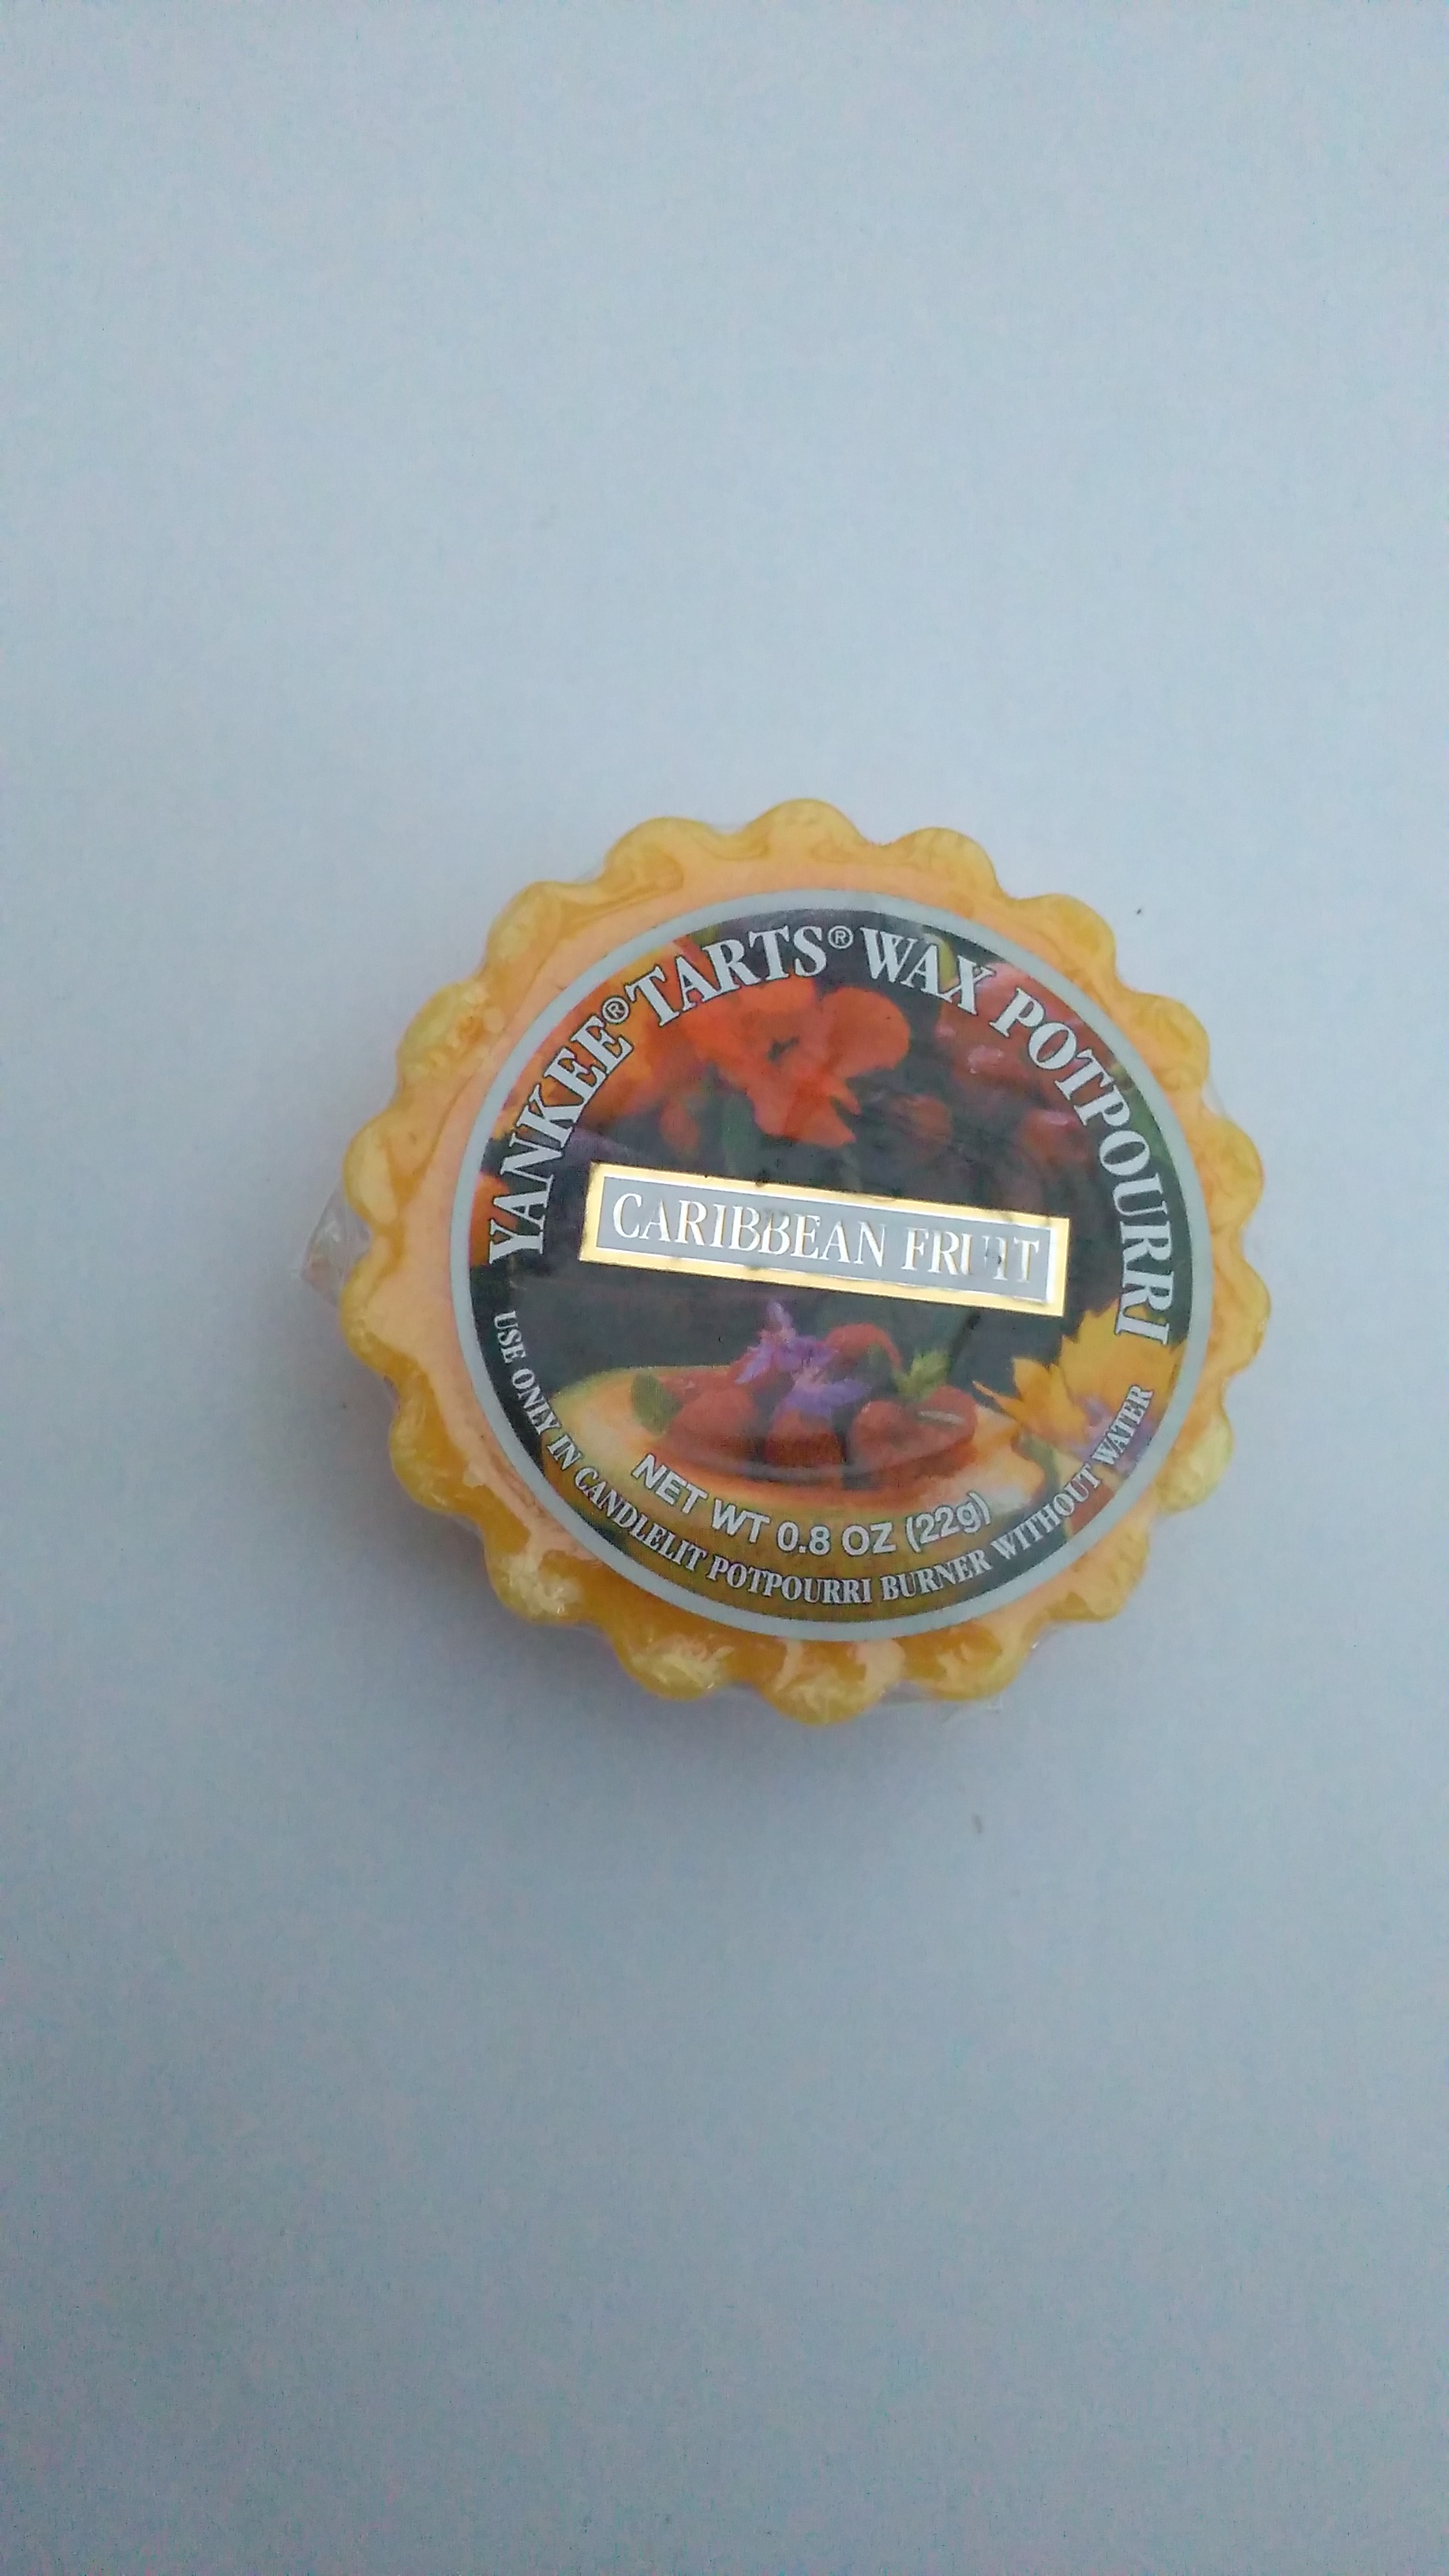 YANKEE® TARTS® WAX POTPOURRI
CARIBBEAN FRUIT
NET WT 0.8 OZ (22g)
USE ONLY IN CANDLELIT POTPOURRI BURNER WITHOUT WATER